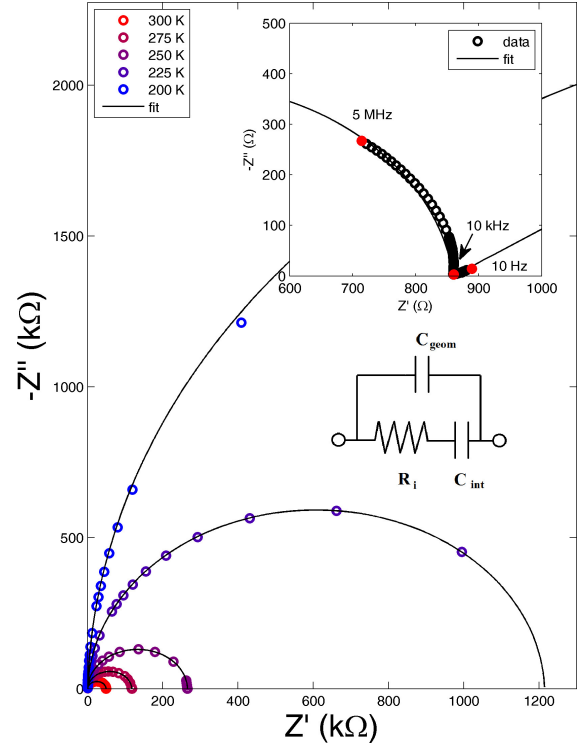 300 K
275 K
250 K
225 K
200 K
fit
2000
1500
1000
500
0
-Z'' (kΩ)
0 200 400 600 800 1000 1200
Z' (kΩ)
500
400
300
200
100
0
-Z'' (Ω)
600 700 800 900 1000
Z' (Ω)
data
fit
5 MHz
10 kHz
10 Hz
C geom
R i
C int